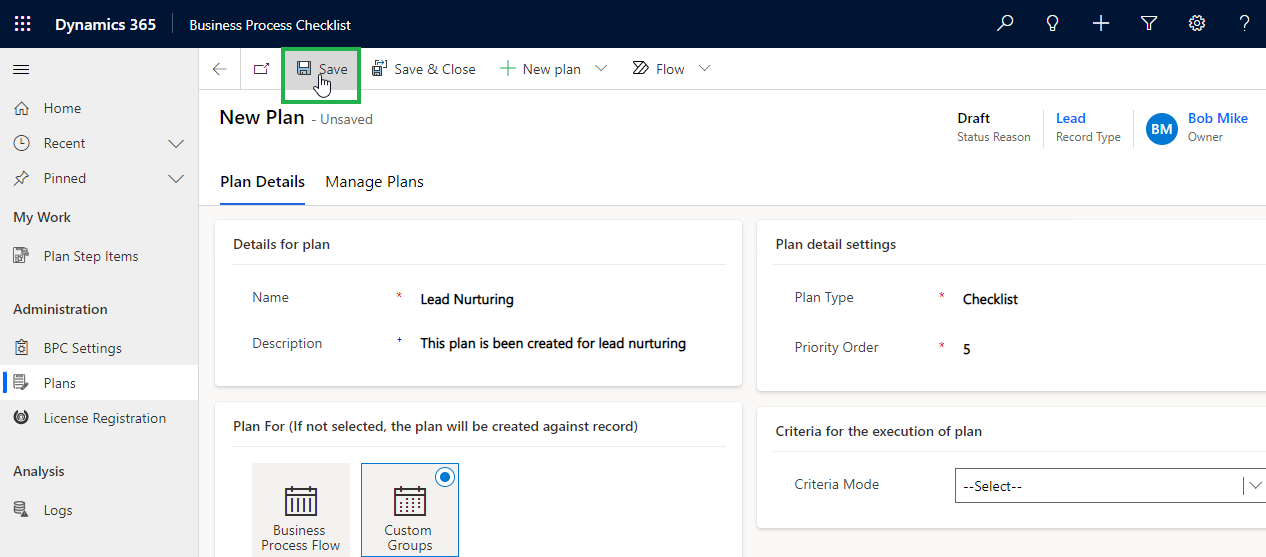 Dynamics 365
Business Process Checklist
?
Save
Save & Close
New plan
Flow
Home
Recent
Pinned
My Work
Plan Step Items
Administration
BPC Settings
Plans
License Registration
Analysis
Logs
New Plan - Unsaved
Draft
Status Reason
Lead
Record Type
BM
Bob Mike
Owner
Plan Details
Manage Plans
Details for plan
Name * Lead Nurturing
Description + This plan is been created for lead nurturing
Plan detail settings
Plan Type * Checklist
Priority Order * 5
Plan For (If not selected, the plan will be created against record)
Business
Process Flow
Custom
Groups
Criteria for the execution of plan
Criteria Mode --Select--